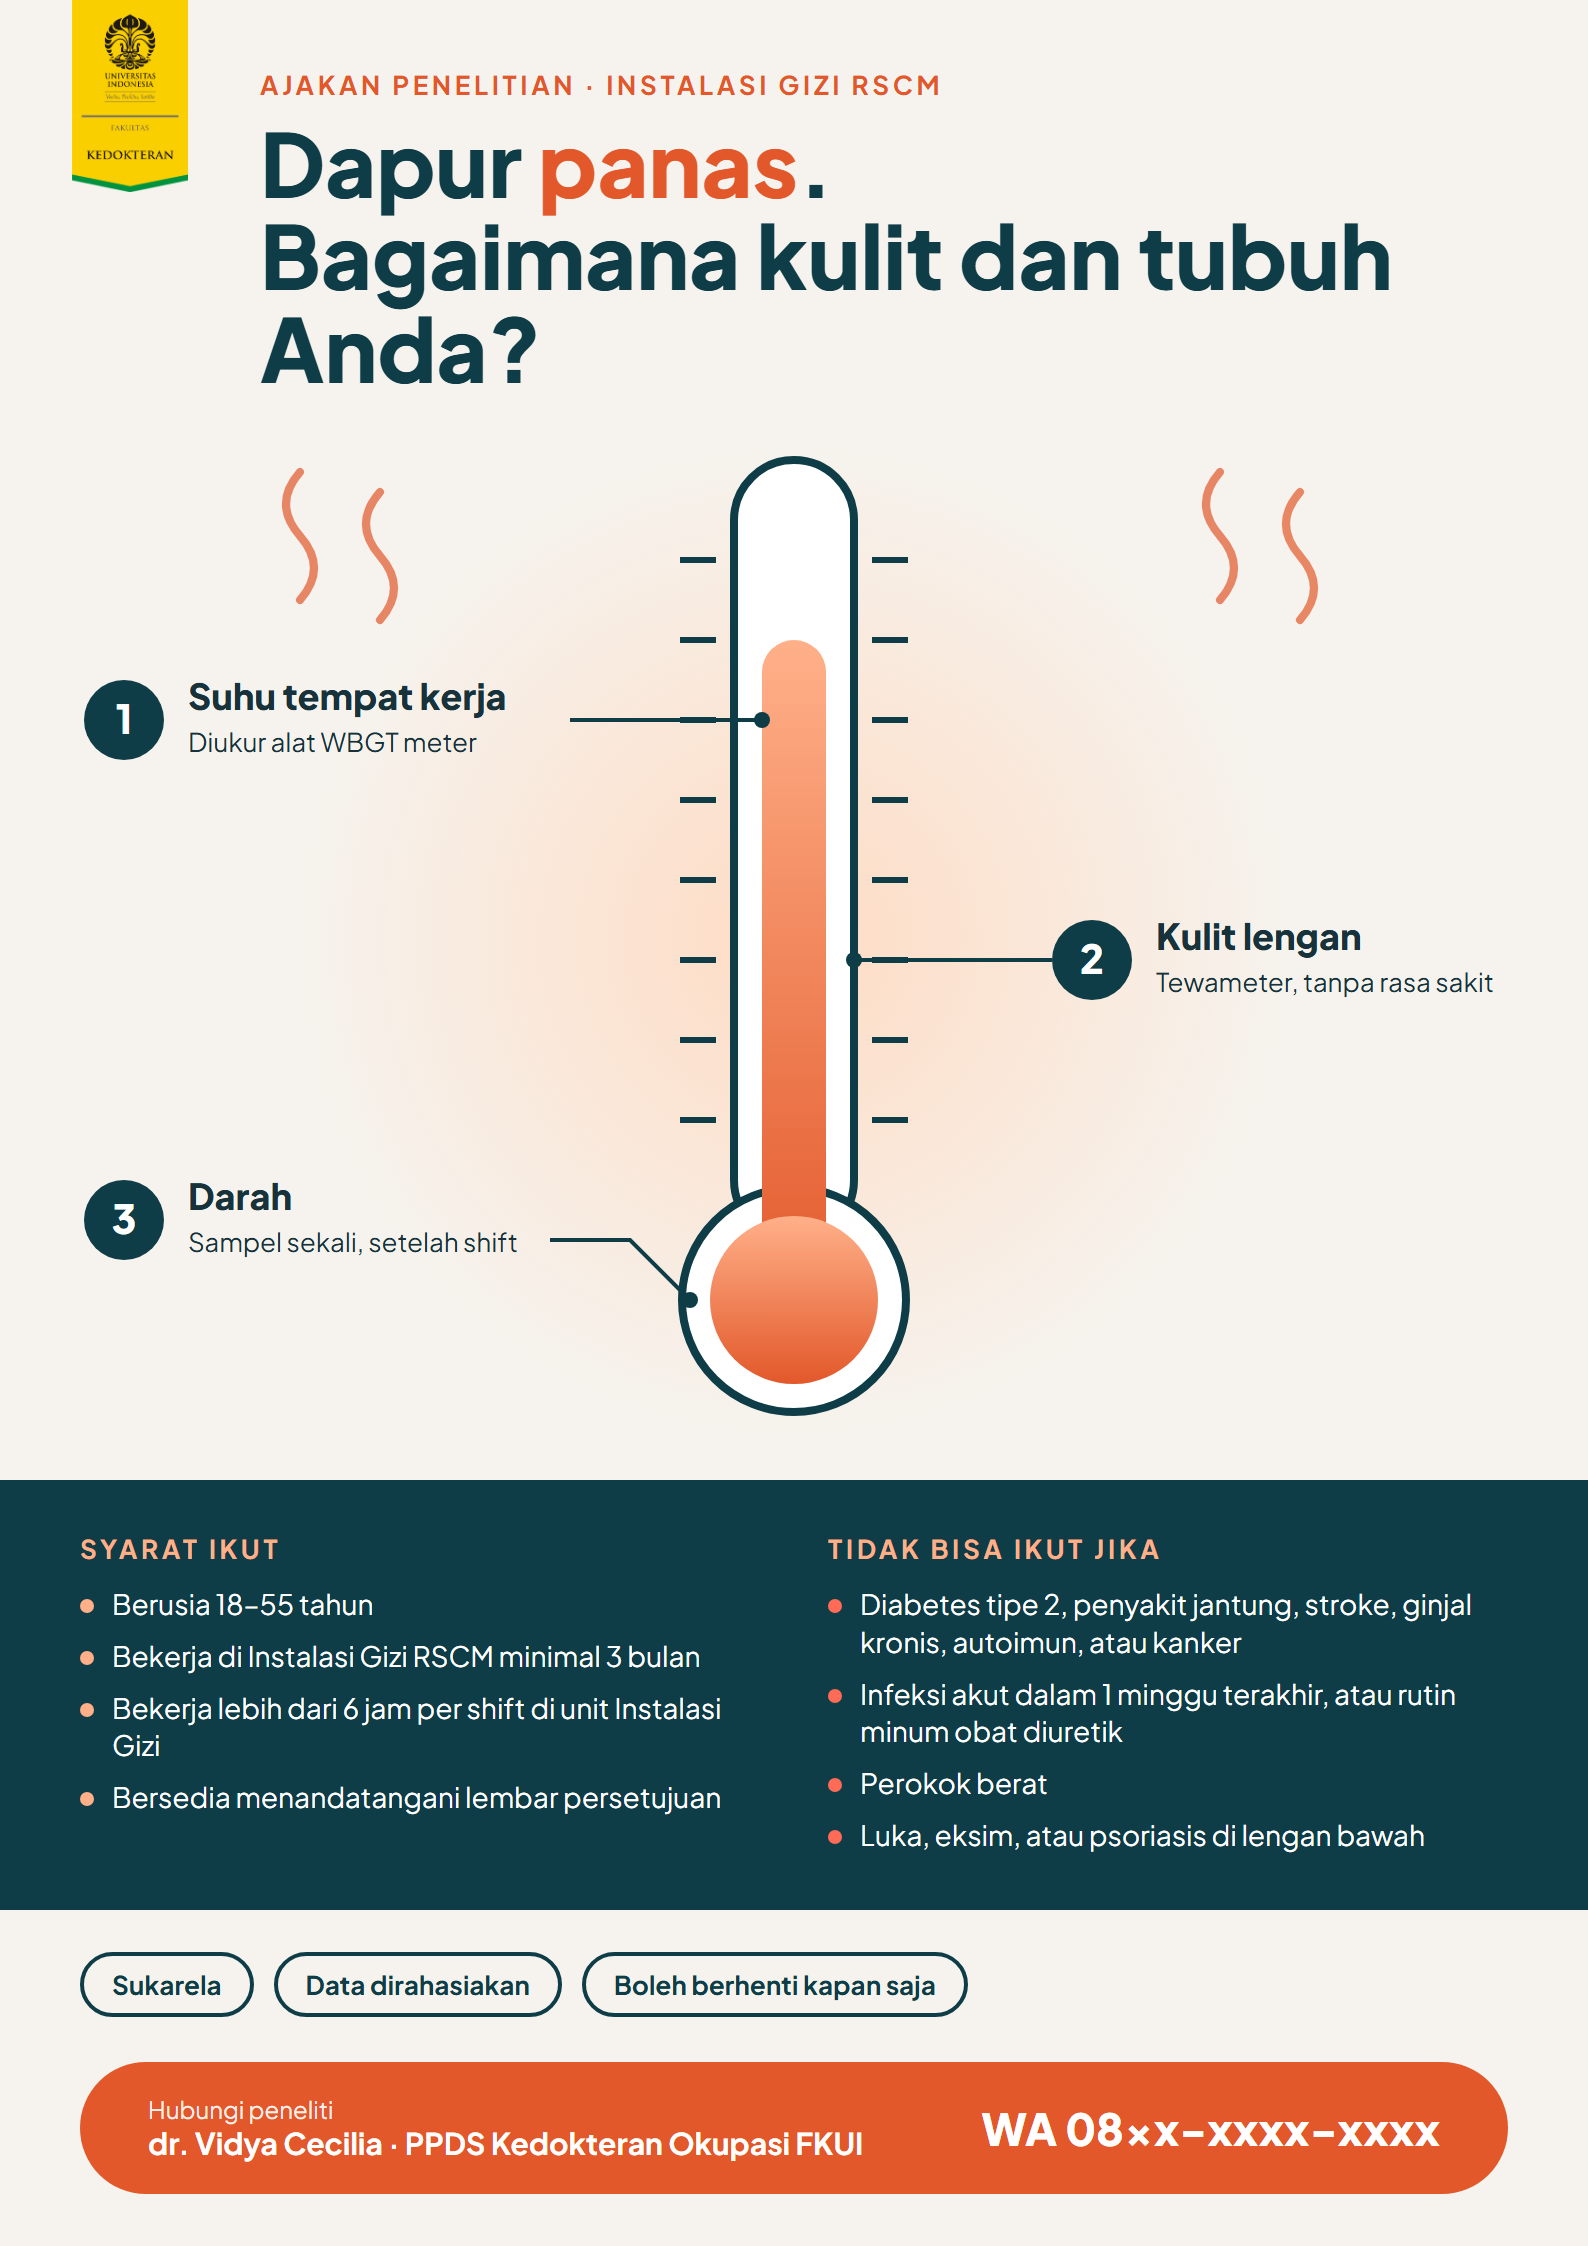 UNIVERSITAS
INDONESIA
FAKULTAS
KEDOKTERAN
AJAKAN PENELITIAN · INSTALASI GIZI RSCM
Dapur panas.
Bagaimana kulit dan tubuh
Anda?
1
Suhu tempat kerja
Diukur alat WBGT meter
2
Kulit lengan
Tewameter, tanpa rasa sakit
3
Darah
Sampel sekali, setelah shift
SYARAT IKUT
Berusia 18–55 tahun
Bekerja di Instalasi Gizi RSCM minimal 3 bulan
Bekerja lebih dari 6 jam per shift di unit Instalasi
Gizi
Bersedia menandatangani lembar persetujuan
TIDAK BISA IKUT JIKA
Diabetes tipe 2, penyakit jantung, stroke, ginjal
kronis, autoimun, atau kanker
Infeksi akut dalam 1 minggu terakhir, atau rutin
minum obat diuretik
Perokok berat
Luka, eksim, atau psoriasis di lengan bawah
Sukarela
Data dirahasiakan
Boleh berhenti kapan saja
Hubungi peneliti
dr. Vidya Cecilia · PPDS Kedokteran Okupasi FKUI
WA 08×x–xxxx–xxxx